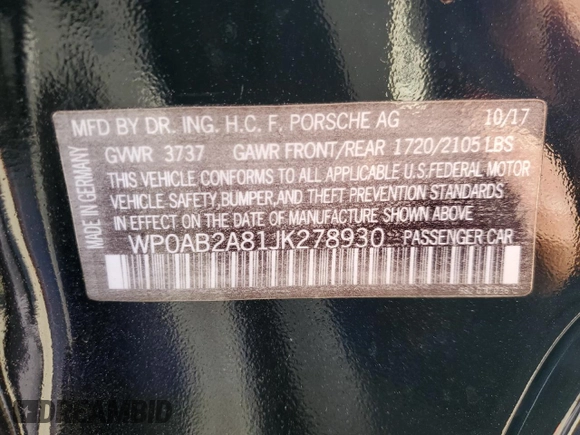 MFD BY DR. ING. H.C. F. PORSCHE AG 10/17
GVWR 3737 GAWR FRONT/REAR 1720/2105 LBS
THIS VEHICLE CONFORMS TO ALL APPLICABLE U.S.FEDERAL MOTOR
VEHICLE SAFETY,BUMPER,AND THEFT PREVENTION STANDARDS
IN EFFECT ON THE DATE OF MANUFACTURE SHOWN ABOVE
WP0AB2A81JK278930 PASSENGER CAR
MADE IN GERMANY
DREAMBID